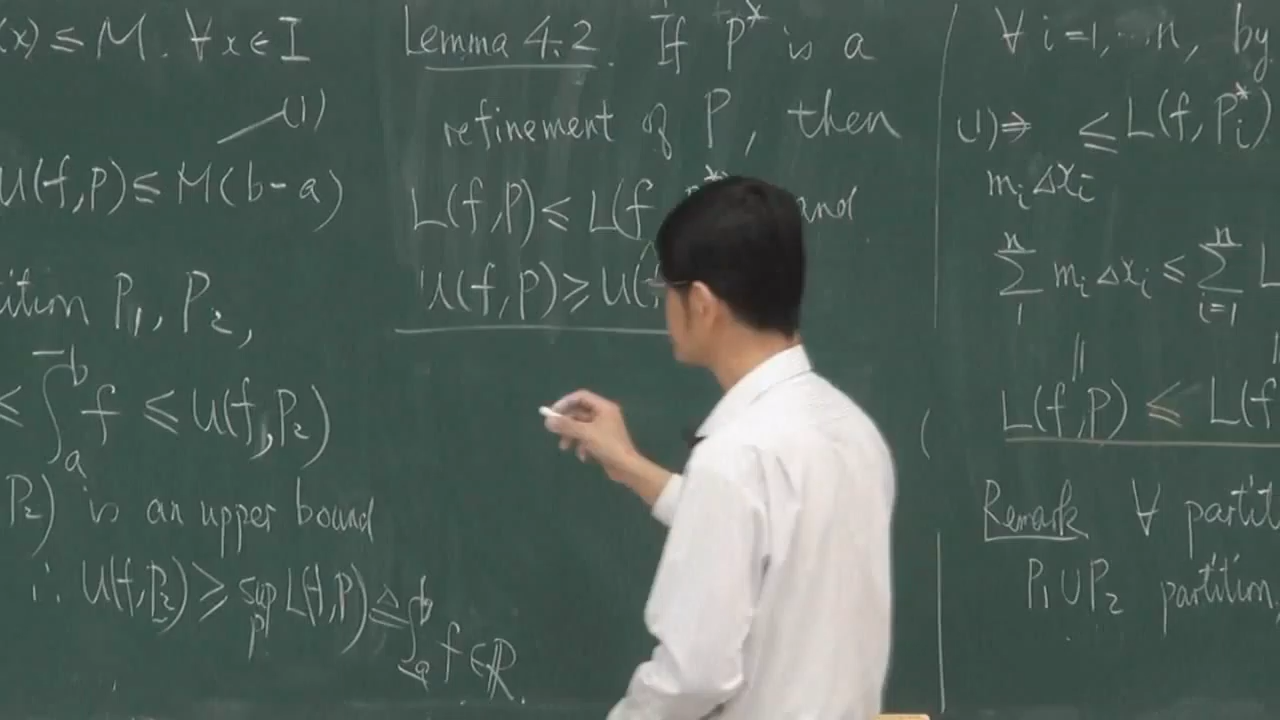 (x) ≤ M. ∀x∈I
(1)
U(f,P) ≤ M(b-a)
tition P₁, P₂,
≤ ∫̄ₐᵇ f ≤ U(f,P₂)
P₂) is an upper bound
∴ U(f,P₂) ≥ sup_P L(f,P) ≜ ∫̲ₐᵇ f ∈ ℝ.
Lemma 4.2. If P* is a
refinement of P, then
L(f,P) ≤ L(f and
U(f,P) ≥ U(f
∀i=1,…n, by
(1)⇒ ≤ L(f,Pᵢ*)
mᵢΔxᵢ
∑₁ⁿ mᵢΔxᵢ ≤ ∑ᵢ₌₁ⁿ L
||
L(f,P) ≤ L(f
Remark ∀ partit
P₁∪P₂ partition,